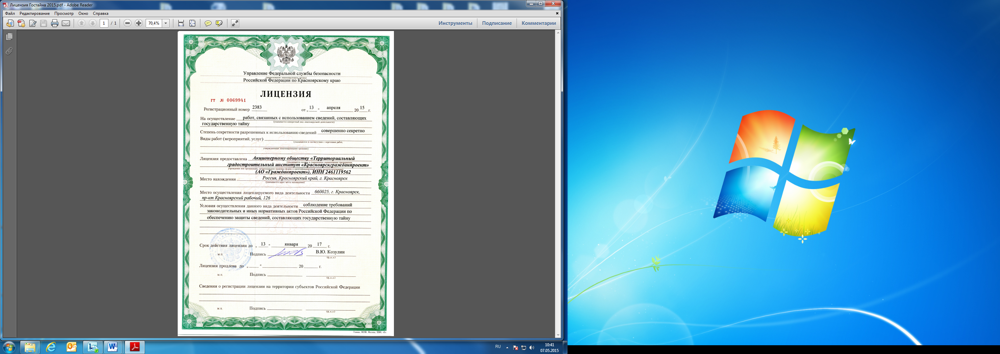 Лицензия Гостайна 2015.pdf - Adobe Reader
Файл Редактирование Просмотр Окно Справка
1 / 1 70,4% Инструменты Подписание Комментарии
Управление Федеральной службы безопасности
(наименование лицензирующего органа)
Российской Федерации по Красноярскому краю
ЛИЦЕНЗИЯ
ГТ № 0069941
Регистрационный номер 2383 от „ 13 “ апреля 20 15 г.
На осуществление работ, связанных с использованием сведений, составляющих
(указывается конкретный вид лицензируемой деятельности)
государственную тайну
Степень секретности разрешенных к использованию сведений совершенно секретно
Виды работ (мероприятий, услуг)
(указываются в соответствии с перечнями работ,
утверждаемыми лицензирующими органами)
Лицензия предоставлена Акционерному обществу «Территориальный
(указываются полное и сокращенное наименование предприятия,
градостроительный институт «Красноярскгражданпроект»
учреждения или организации, организационно-правовая форма и идентификационный номер налогоплательщика)
(АО «Гражданпроект»), ИНН 2461119562
Место нахождения Россия, Красноярский край, г. Красноярск
(указывается адрес места нахождения)
Место осуществления лицензируемого вида деятельности 660025, г. Красноярск,
пр-кт Красноярский рабочий, 126
Условия осуществления данного вида деятельности соблюдение требований
законодательных и иных нормативных актов Российской Федерации по
обеспечению защиты сведений, составляющих государственную тайну
Срок действия лицензии до „ 13 “ января 20 17 г.
М.П. Подпись В.Ю. Козулин
(ф.,и.,о.)
Лицензия продлена до „ “ 20 г.
М.П. Подпись
(ф.,и.,о.)
Сведения о регистрации лицензии на территории субъектов Российской Федерации
М.П. Подпись
(ф.,и.,о.)
Гознак, МПФ, Москва, 2009, «Б».
RU 10:41
07.05.2015